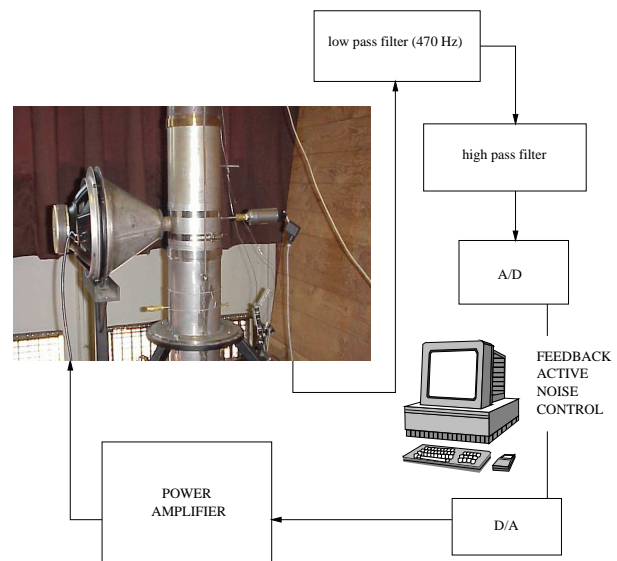 low pass filter (470 Hz)
high pass filter
A/D
FEEDBACK
ACTIVE
NOISE
CONTROL
POWER
AMPLIFIER
D/A